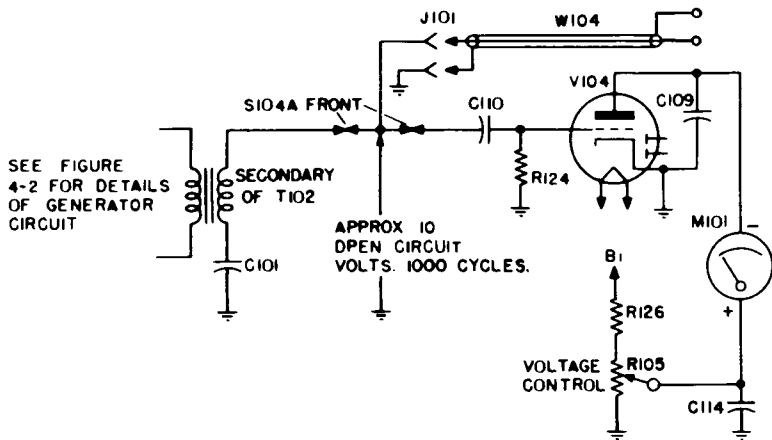 J101
W104
V104
S104A FRONT
C110
C109
SEE FIGURE
4-2 FOR DETAILS
OF GENERATOR
CIRCUIT
SECONDARY
OF T102
R124
C101
APPROX 10
DPEN CIRCUIT
VOLTS. 1000 CYCLES.
M101
-
+
B1
R126
VOLTAGE
CONTROL
R105
C114